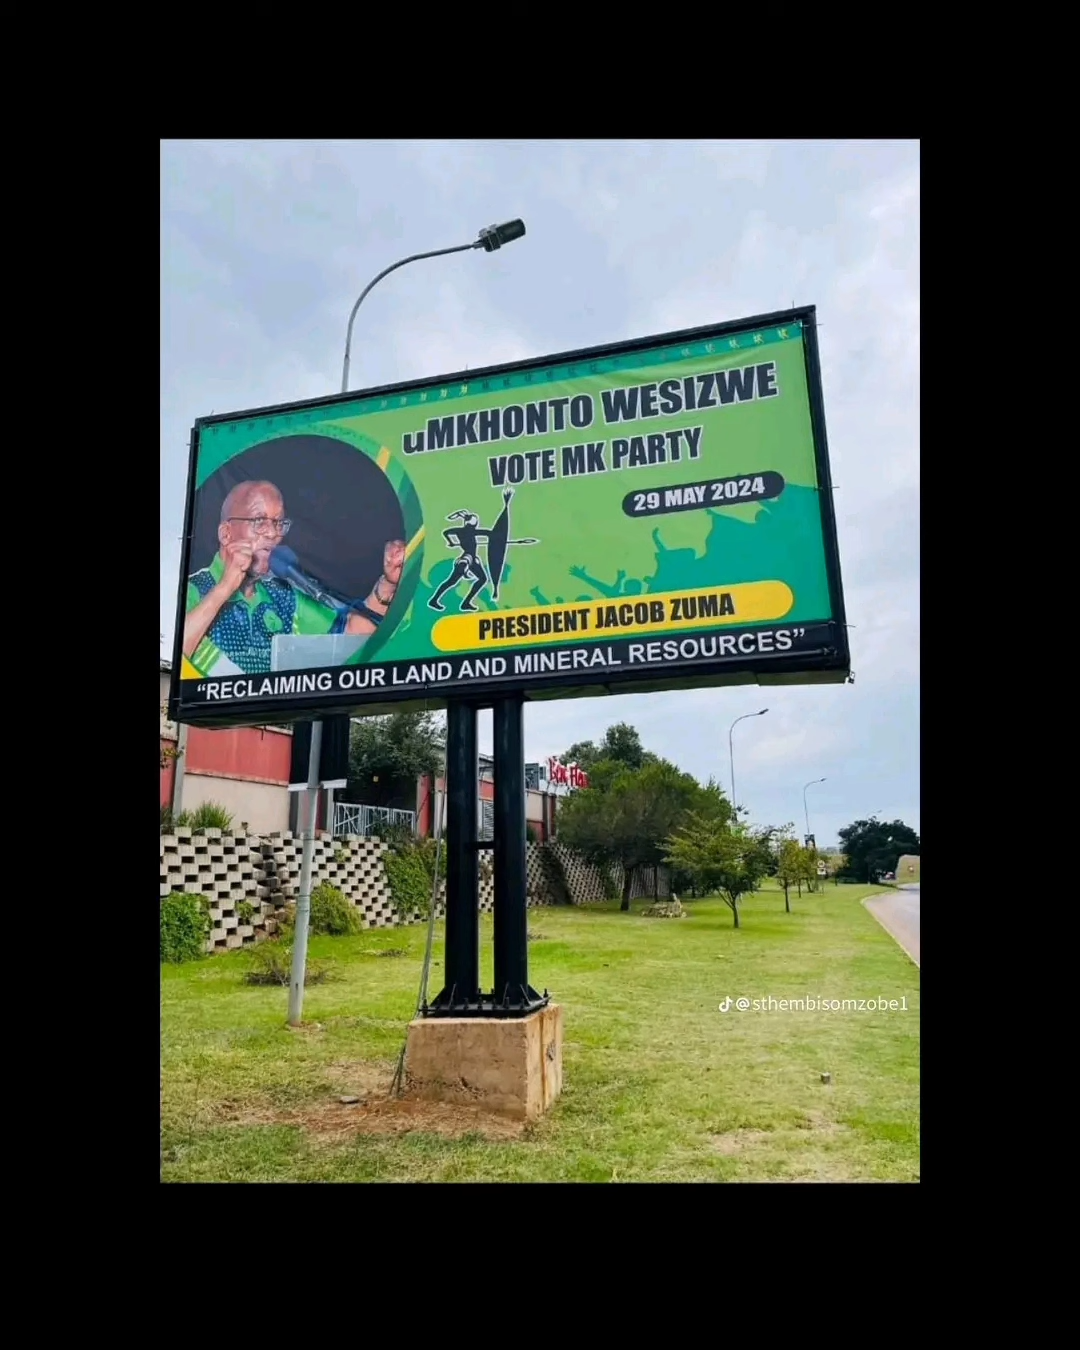 uMKHONTO WESIZWE
VOTE MK PARTY
29 MAY 2024
PRESIDENT JACOB ZUMA
“RECLAIMING OUR LAND AND MINERAL RESOURCES”
@sthembisomzobe1